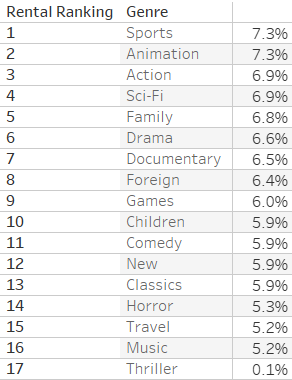 Rental Ranking Genre
1 Sports 7.3%
2 Animation 7.3%
3 Action 6.9%
4 Sci-Fi 6.9%
5 Family 6.8%
6 Drama 6.6%
7 Documentary 6.5%
8 Foreign 6.4%
9 Games 6.0%
10 Children 5.9%
11 Comedy 5.9%
12 New 5.9%
13 Classics 5.9%
14 Horror 5.3%
15 Travel 5.2%
16 Music 5.2%
17 Thriller 0.1%